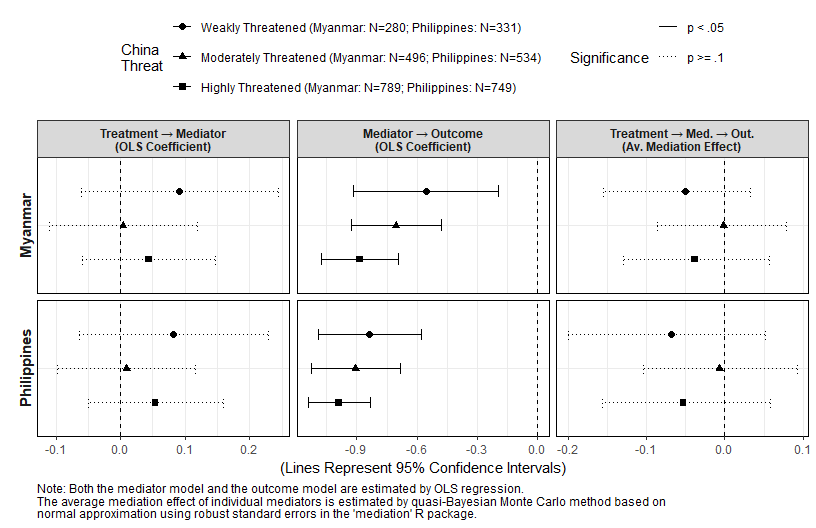 China
Threat
Weakly Threatened (Myanmar: N=280; Philippines: N=331)
Moderately Threatened (Myanmar: N=496; Philippines: N=534)
Highly Threatened (Myanmar: N=789; Philippines: N=749)
Significance
p < .05
p >= .1
Treatment → Mediator
(OLS Coefficient)
Mediator → Outcome
(OLS Coefficient)
Treatment → Med. → Out.
(Av. Mediation Effect)
Myanmar
Philippines
-0.1 0.0 0.1 0.2
-0.9 -0.6 -0.3 0.0
-0.2 -0.1 0.0 0.1
(Lines Represent 95% Confidence Intervals)
Note: Both the mediator model and the outcome model are estimated by OLS regression.
The average mediation effect of individual mediators is estimated by quasi-Bayesian Monte Carlo method based on
normal approximation using robust standard errors in the 'mediation' R package.